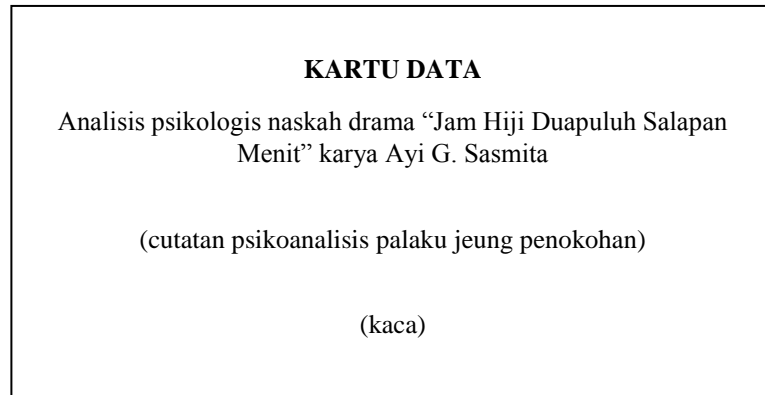 KARTU DATA
Analisis psikologis naskah drama “Jam Hiji Duapuluh Salapan
Menit” karya Ayi G. Sasmita
(cutatan psikoanalisis palaku jeung penokohan)
(kaca)